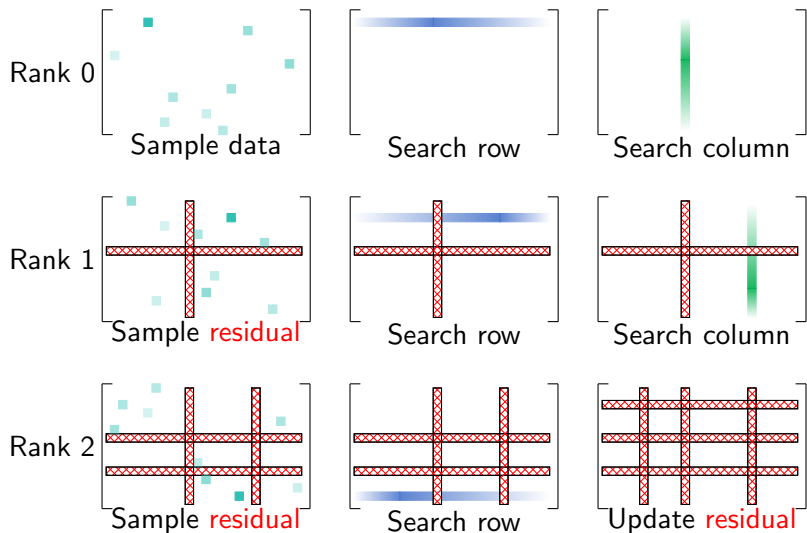 Rank 0
Sample data
Search row
Search column
Rank 1
Sample residual
Search row
Search column
Rank 2
Sample residual
Search row
Update residual